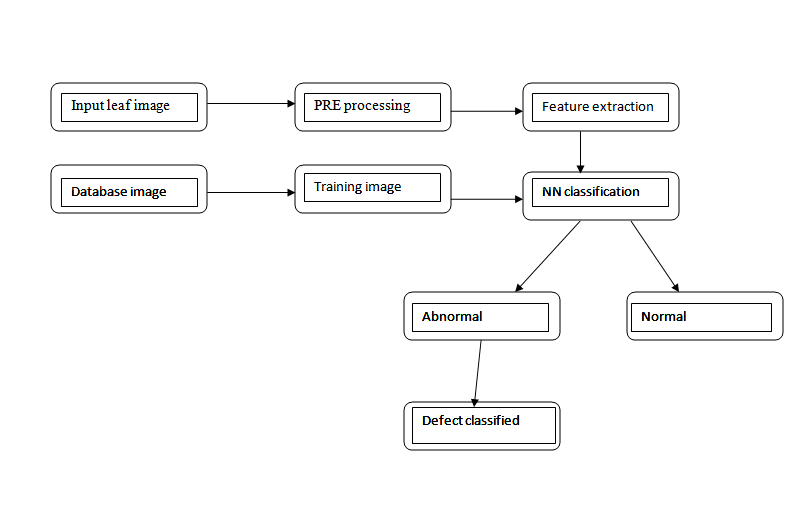 Input leaf image
PRE processing
Feature extraction
Database image
Training image
NN classification
Abnormal
Normal
Defect classified